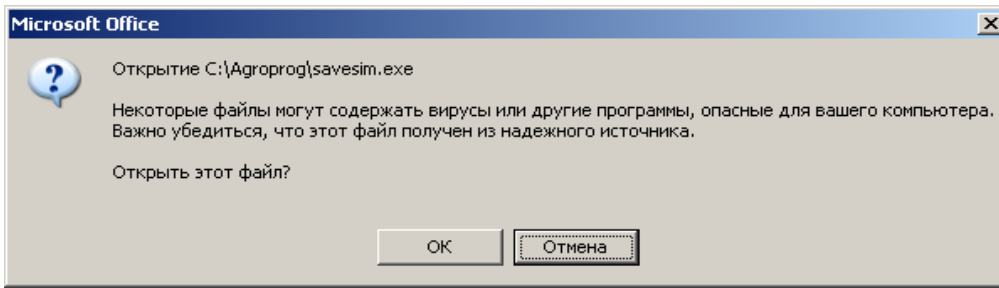 Microsoft Office
Открытие C:\Agroprog\savesim.exe
Некоторые файлы могут содержать вирусы или другие программы, опасные для вашего компьютера.
Важно убедиться, что этот файл получен из надежного источника.
Открыть этот файл?
ОК
Отмена